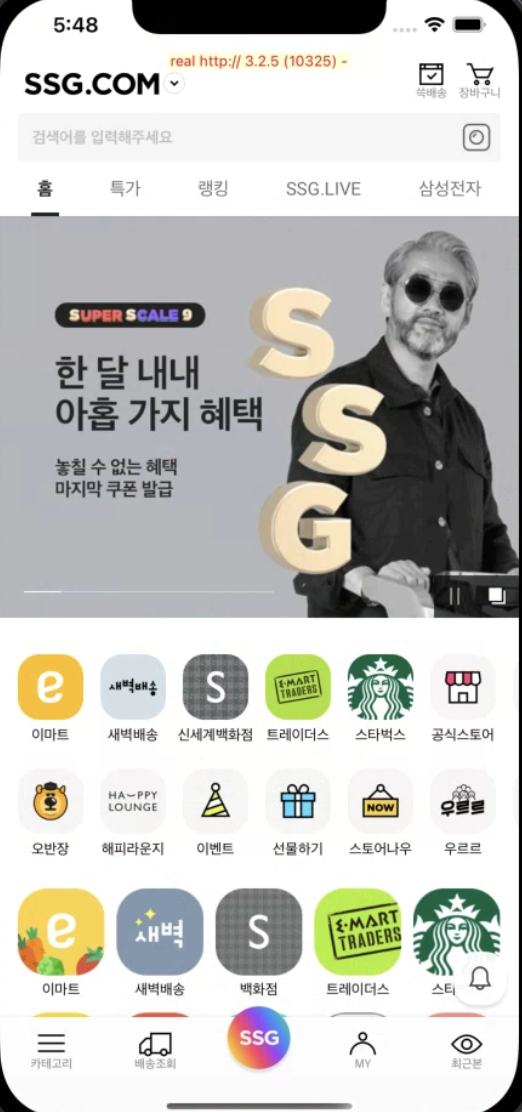 5:48
real http:// 3.2.5 (10325) -
SSG.COM
쓱배송
장바구니
검색어를 입력해주세요
홈 특가 랭킹 SSG.LIVE 삼성전자
SUPER SCALE 9
한 달 내내
아홉 가지 혜택
놓칠 수 없는 혜택
마지막 쿠폰 발급
S
S
G
e 새벽배송 S E·MART TRADERS
이마트 새벽배송 신세계백화점 트레이더스 스타벅스 공식스토어
HAPPY LOUNGE NOW 우르르
오반장 해피라운지 이벤트 선물하기 스토어나우 우르르
e 새벽 S E·MART TRADERS
이마트 새벽배송 백화점 트레이더스 스타
SSG
카테고리 배송조회 MY 최근본